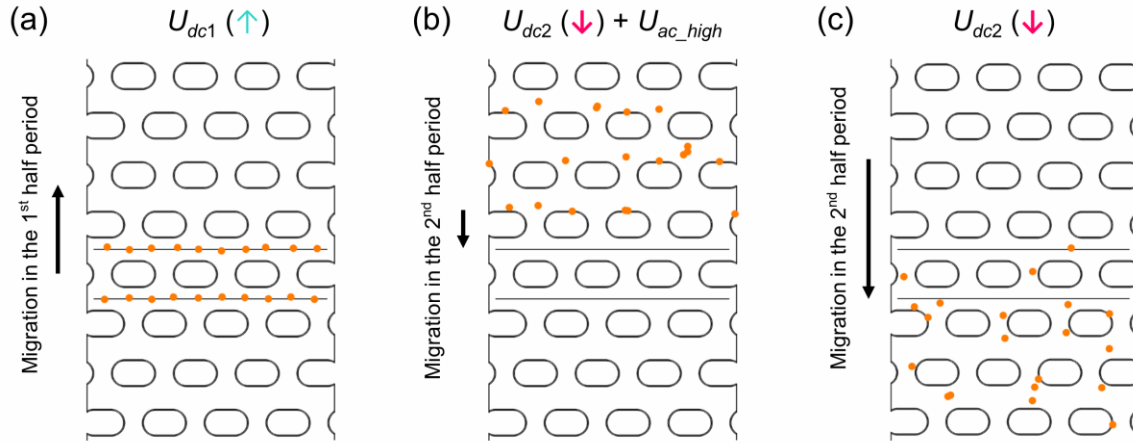 (a) U_dc1 (↑)
Migration in the 1st half period
(b) U_dc2 (↓) + U_ac_high
Migration in the 2nd half period
(c) U_dc2 (↓)
Migration in the 2nd half period